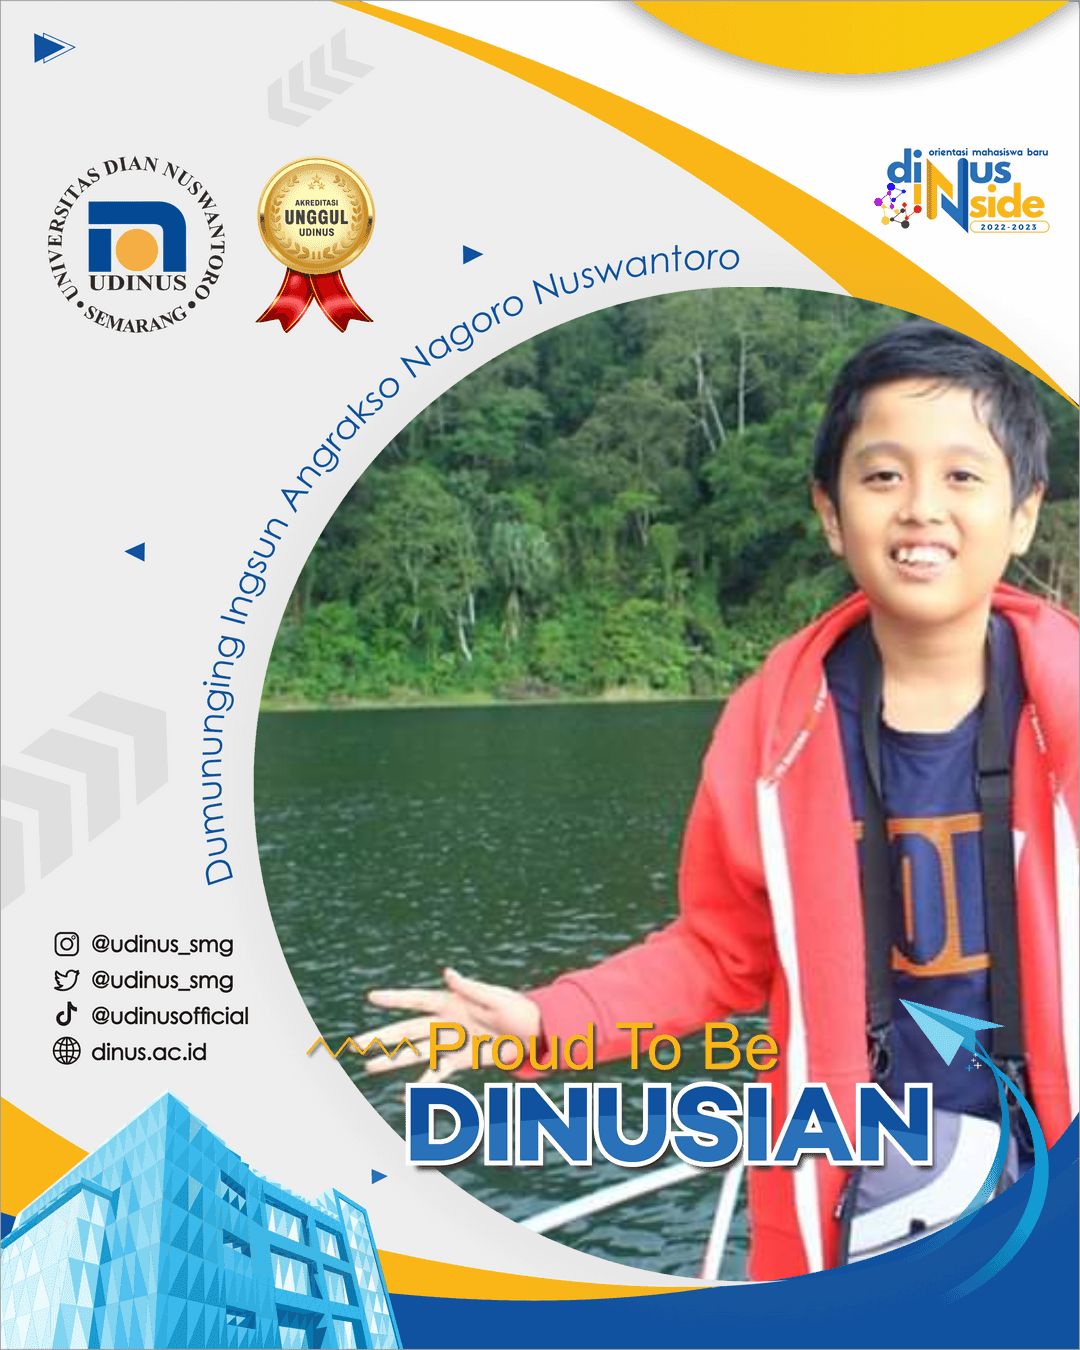 UNIVERSITAS DIAN NUSWANTORO
UDINUS
• SEMARANG •
AKREDITASI
UNGGUL
UDINUS
orientasi mahasiswa baru
diNus
iNside
2022-2023
Dumununging Ingsun Angrakso Nagoro Nuswantoro
@udinus_smg
@udinus_smg
@udinusofficial
dinus.ac.id
Proud To Be
DINUSIAN